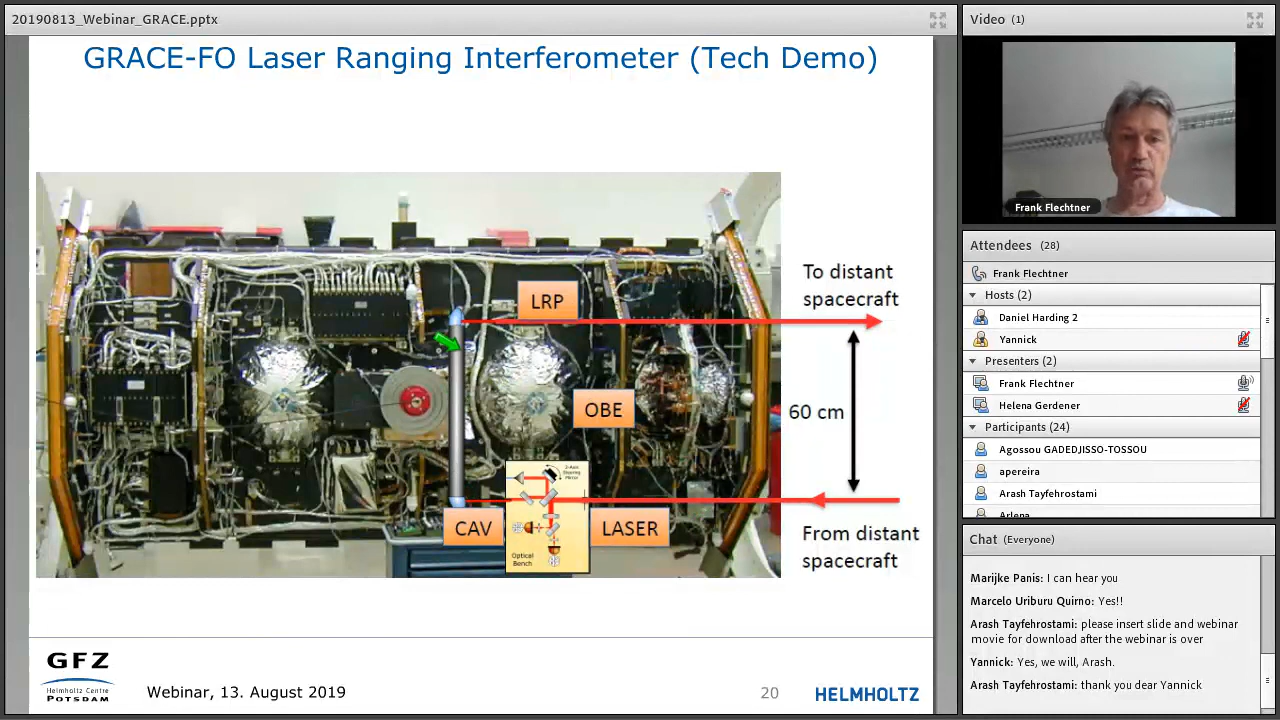 20190813_Webinar_GRACE.pptx
GRACE-FO Laser Ranging Interferometer (Tech Demo)
LRP
To distant
spacecraft
OBE
60 cm
2-Axis
Steering
Mirror
CAV
LASER
Optical
Bench
From distant
spacecraft
GFZ
Helmholtz Centre
POTSDAM
Webinar, 13. August 2019
20
HELMHOLTZ
Video (1)
Frank Flechtner
Attendees (28)
Frank Flechtner
Hosts (2)
Daniel Harding 2
Yannick
Presenters (2)
Frank Flechtner
Helena Gerdener
Participants (24)
Agossou GADEDJISSO-TOSSOU
apereira
Arash Tayfehrostami
Arlena
Chat (Everyone)
Marijke Panis: I can hear you
Marcelo Uriburu Quirno: Yes!!
Arash Tayfehrostami: please insert slide and webinar
movie for download after the webinar is over
Yannick: Yes, we will, Arash.
Arash Tayfehrostami: thank you dear Yannick